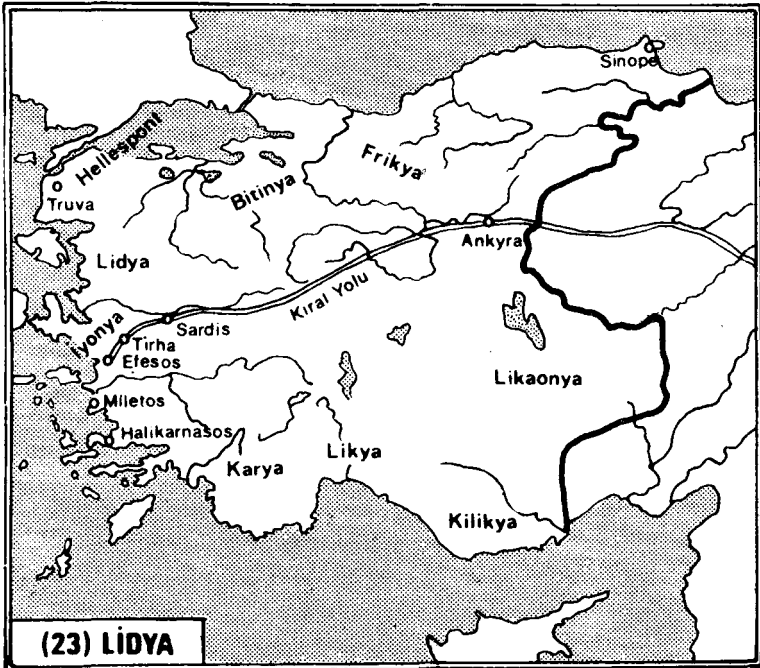 Sinope
Hellespont
Truva
Bitinya
Frikya
Ankyra
Lidya
Kıral Yolu
İyonya
Sardis
Tirha
Efesos
Miletos
Halikarnasos
Likaonya
Karya
Likya
Kilikya
(23) LİDYA